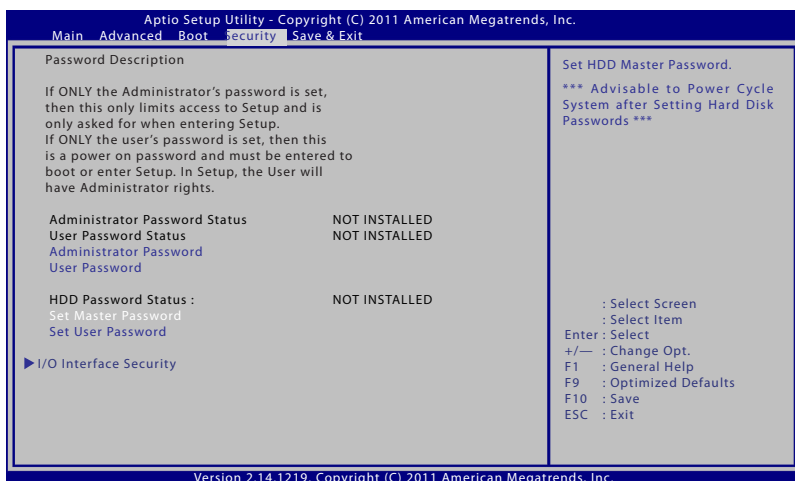 Aptio Setup Utility - Copyright (C) 2011 American Megatrends, Inc.
Main Advanced Boot Security Save & Exit
Password Description
If ONLY the Administrator's password is set,
then this only limits access to Setup and is
only asked for when entering Setup.
If ONLY the user's password is set, then this
is a power on password and must be entered to
boot or enter Setup. In Setup, the User will
have Administrator rights.
Administrator Password Status NOT INSTALLED
User Password Status NOT INSTALLED
Administrator Password
User Password
HDD Password Status : NOT INSTALLED
Set Master Password
Set User Password
I/O Interface Security
Set HDD Master Password.
*** Advisable to Power Cycle
System after Setting Hard Disk
Passwords ***
: Select Screen
: Select Item
Enter : Select
+/— : Change Opt.
F1 : General Help
F9 : Optimized Defaults
F10 : Save
ESC : Exit
Version 2.14.1219. Copyright (C) 2011 American Megatrends, Inc.